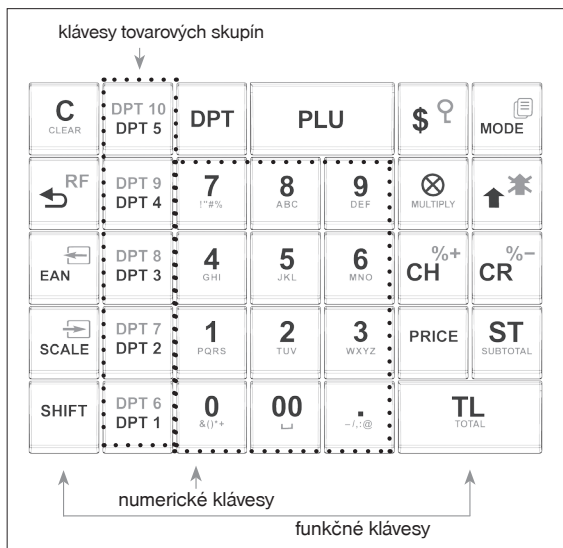 klávesy tovarových skupín
C
CLEAR
DPT 10
DPT 5
DPT
PLU
$
MODE
RF
DPT 9
DPT 4
7
!"#%
8
ABC
9
DEF
MULTIPLY
EAN
DPT 8
DPT 3
4
GHI
5
JKL
6
MNO
CH %+
CR %−
SCALE
DPT 7
DPT 2
1
PQRS
2
TUV
3
WXYZ
PRICE
ST
SUBTOTAL
SHIFT
DPT 6
DPT 1
0
&()*+
00
.
–/,:@
TL
TOTAL
numerické klávesy
funkčné klávesy